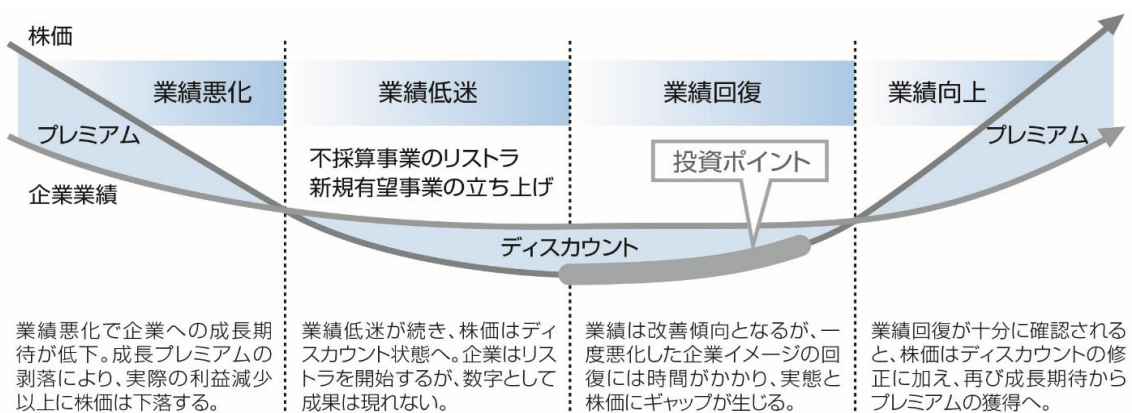 株価
業績悪化
業績低迷
業績回復
業績向上
プレミアム
プレミアム
企業業績
不採算事業のリストラ
新規有望事業の立ち上げ
投資ポイント
ディスカウント
業績悪化で企業への成長期
待が低下。成長プレミアムの
剥落により、実際の利益減少
以上に株価は下落する。
業績低迷が続き、株価はディ
スカウント状態へ。企業はリス
トラを開始するが、数字として
成果は現れない。
業績は改善傾向となるが、一
度悪化した企業イメージの回
復には時間がかかり、実態と
株価にギャップが生じる。
業績回復が十分に確認される
と、株価はディスカウントの修
正に加え、再び成長期待から
プレミアムの獲得へ。